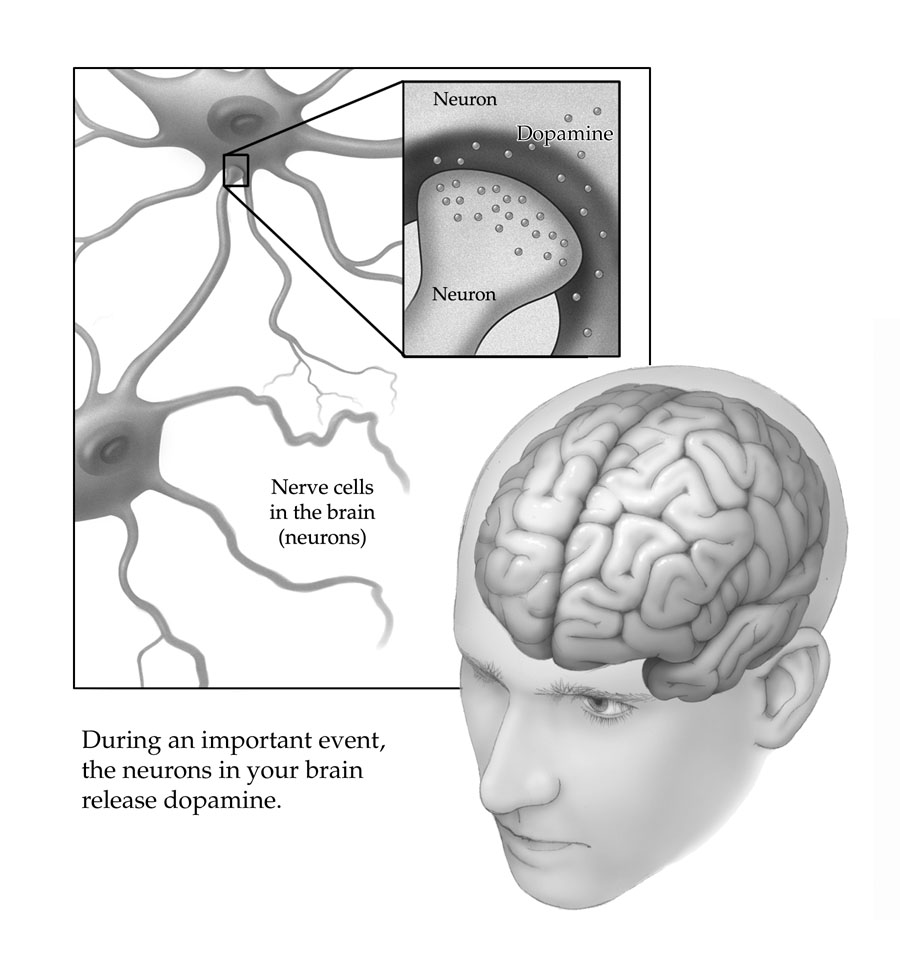 Neuron
Dopamine
Neuron
Nerve cells
in the brain
(neurons)
During an important event,
the neurons in your brain
release dopamine.